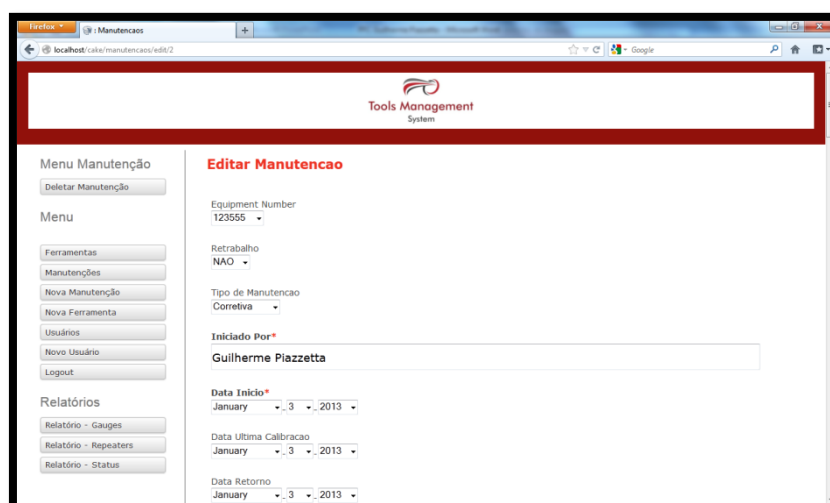 Firefox
: Manutencaos
localhost/cake/manutencaos/edit/2
Google
Tools Management
System
Menu Manutenção
Deletar Manutenção
Menu
Ferramentas
Manutenções
Nova Manutenção
Nova Ferramenta
Usuários
Novo Usuário
Logout
Relatórios
Relatório - Gauges
Relatório - Repeaters
Relatório - Status
Editar Manutencao
Equipment Number
123555
Retrabalho
NAO
Tipo de Manutencao
Corretiva
Iniciado Por*
Guilherme Piazzetta
Data Inicio*
January - 3 - 2013
Data Ultima Calibracao
January - 3 - 2013
Data Retorno
January - 3 - 2013